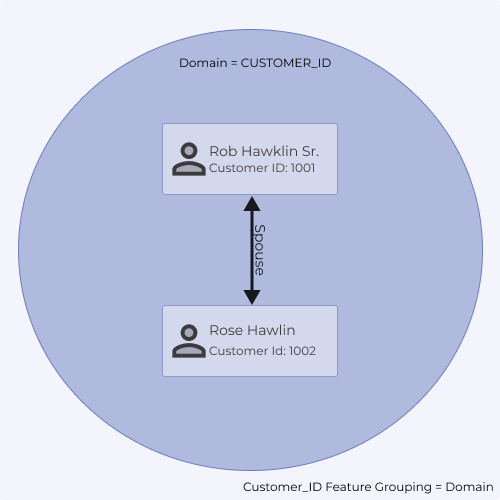 Domain = CUSTOMER_ID
Rob Hawklin Sr.
Customer ID: 1001
Spouse
Rose Hawlin
Customer Id: 1002
Customer_ID Feature Grouping = Domain